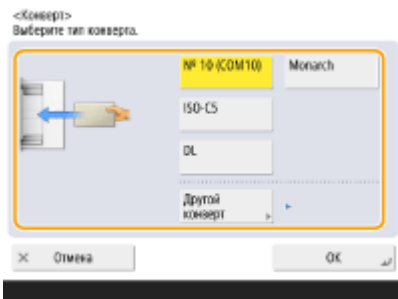 <Конверт>
Выберите тип конверта.
№ 10 (COM10)
Monarch
ISO-C5
DL
Другой
конверт
Отмена
OK